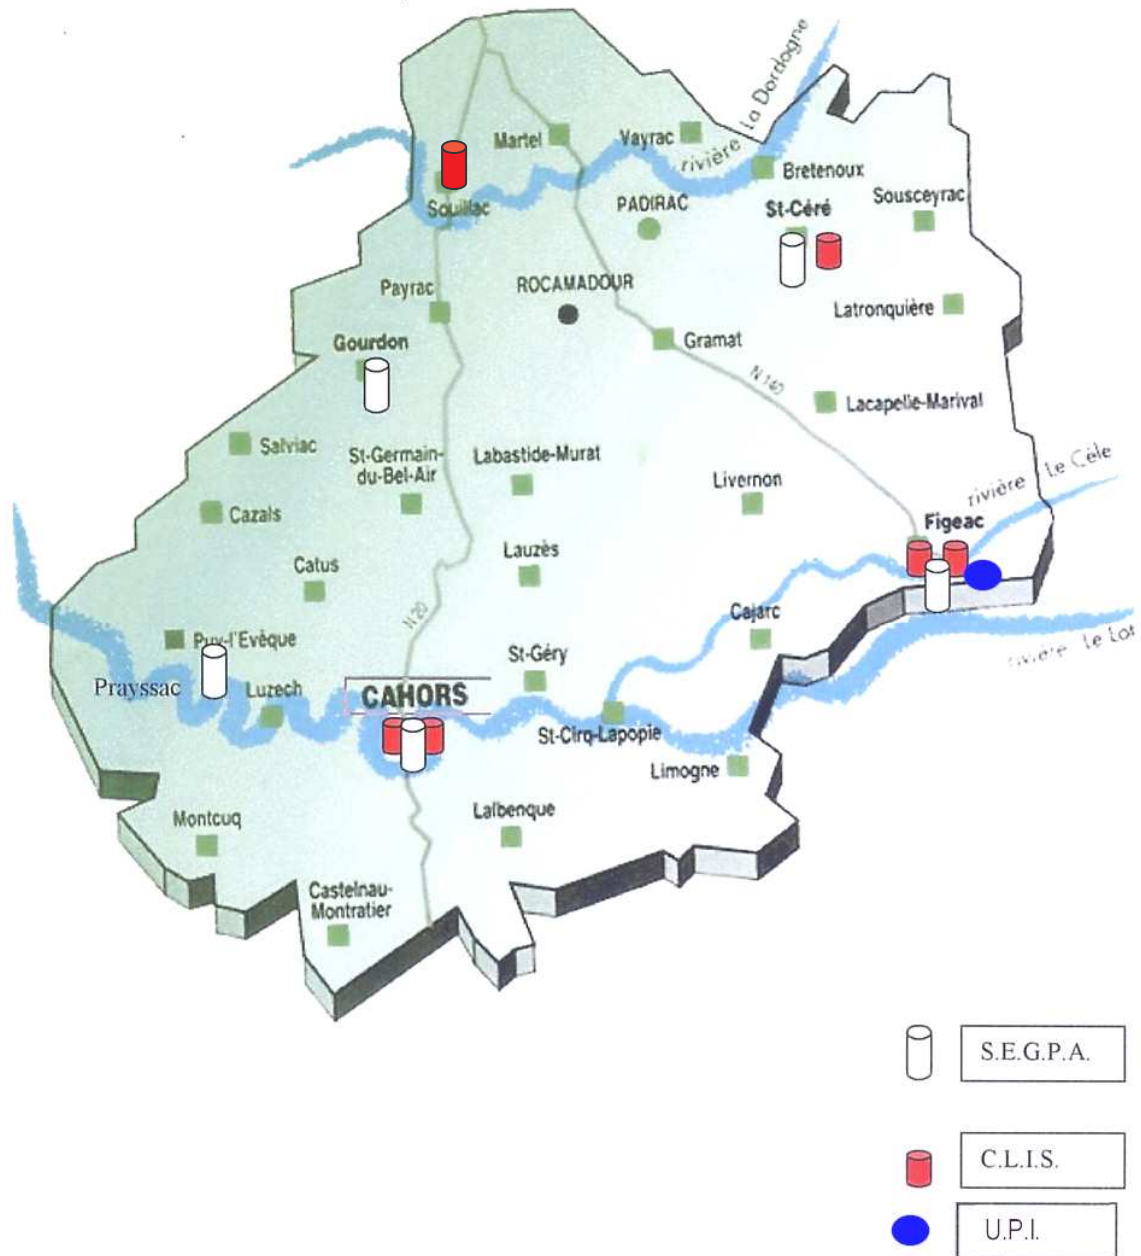 rivière La Dordogne
Martel
Vayrac
Bretenoux
Souillac
PADIRAC
St-Céré
Sousceyrac
Payrac
ROCAMADOUR
Latronquière
Gourdon
Gramat
N 140
Lacapelle-Marival
Salviac
St-Germain-
du-Bel-Air
Labastide-Murat
Livernon
rivière Le Cèle
Cazals
Figeac
Catus
Lauzès
N 20
Cajarc
Puy-l'Evêque
St-Géry
rivière le Lot
Prayssac
Luzech
CAHORS
St-Cirq-Lapopie
Limogne
Montcuq
Lalbenque
Castelnau-
Montratier
S.E.G.P.A.
C.L.I.S.
U.P.I.